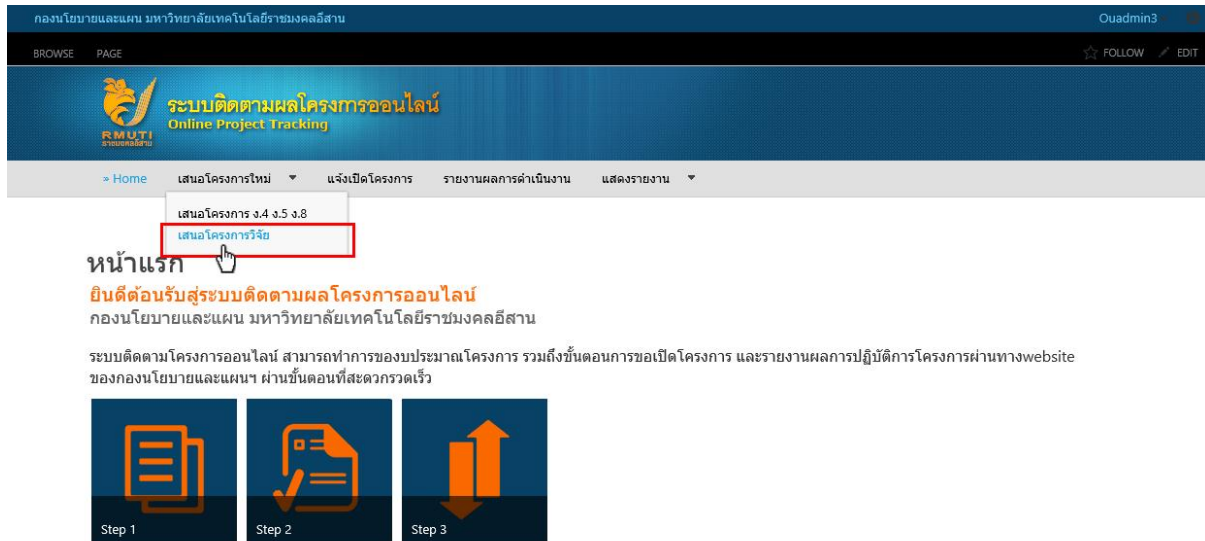 กองนโยบายและแผน มหาวิทยาลัยเทคโนโลยีราชมงคลอีสาน Ouadmin3
BROWSE PAGE FOLLOW EDIT
ระบบติดตามผลโครงการออนไลน์
Online Project Tracking
RMUTI
ราชมงคลอีสาน
» Home เสนอโครงการใหม่ แจ้งเปิดโครงการ รายงานผลการดำเนินงาน แสดงรายงาน
เสนอโครงการ ง.4 ง.5 ง.8
เสนอโครงการวิจัย
หน้าแรก
ยินดีต้อนรับสู่ระบบติดตามผลโครงการออนไลน์
กองนโยบายและแผน มหาวิทยาลัยเทคโนโลยีราชมงคลอีสาน
ระบบติดตามโครงการออนไลน์ สามารถทำการของบประมาณโครงการ รวมถึงขั้นตอนการขอเปิดโครงการ และรายงานผลการปฏิบัติการโครงการผ่านทางwebsite
ของกองนโยบายและแผนฯ ผ่านขั้นตอนที่สะดวกรวดเร็ว
Step 1 Step 2 Step 3